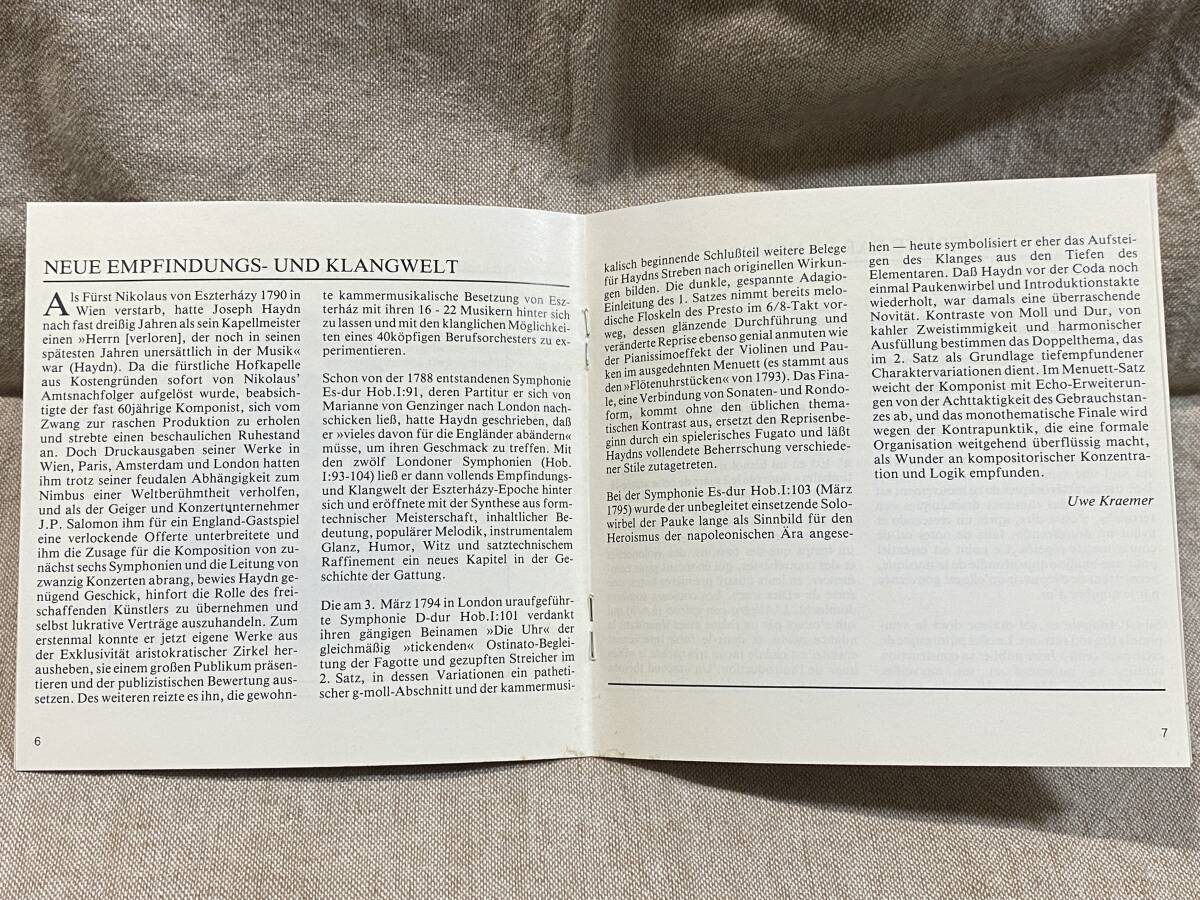 NEUE EMPFINDUNGS- UND KLANGWELT
Als Fürst Nikolaus von Eszterházy 1790 in
Wien verstarb, hatte Joseph Haydn
nach fast dreißig Jahren als sein Kapellmeister
einen »Herrn [verloren], der noch in seinen
spätesten Jahren unersättlich in der Musik«
war (Haydn). Da die fürstliche Hofkapelle
aus Kostengründen sofort von Nikolaus'
Amtsnachfolger aufgelöst wurde, beabsich-
tigte der fast 60jährige Komponist, sich vom
Zwang zur raschen Produktion zu erholen
und strebte einen beschaulichen Ruhestand
an. Doch Druckausgaben seiner Werke in
Wien, Paris, Amsterdam und London hatten
ihm trotz seiner feudalen Abhängigkeit zum
Nimbus einer Weltberühmtheit verholfen,
und als der Geiger und Konzertunternehmer
J.P. Salomon ihm für ein England-Gastspiel
eine verlockende Offerte unterbreitete und
ihm die Zusage für die Komposition von zu-
nächst sechs Symphonien und die Leitung von
zwanzig Konzerten abrang, bewies Haydn ge-
nügend Geschick, hinfort die Rolle des frei-
schaffenden Künstlers zu übernehmen und
selbst lukrative Verträge auszuhandeln. Zum
erstenmal konnte er jetzt eigene Werke aus
der Exklusivität aristokratischer Zirkel her-
ausheben, sie einem großen Publikum präsen-
tieren und der publizistischen Bewertung aus-
setzen. Des weiteren reizte es ihn, die gewohn-
te kammermusikalische Besetzung von Esz-
terház mit ihren 16 - 22 Musikern hinter sich
zu lassen und mit den klanglichen Möglichkei-
ten eines 40köpfigen Berufsorchesters zu ex-
perimentieren.
Schon von der 1788 entstandenen Symphonie
Es-dur Hob.I:91, deren Partitur er sich von
Marianne von Genzinger nach London nach-
schicken ließ, hatte Haydn geschrieben, daß
er »vieles davon für die Engländer abändern«
müsse, um ihren Geschmack zu treffen. Mit
den zwölf Londoner Symphonien (Hob.
I:93-104) ließ er dann vollends Empfindungs-
und Klangwelt der Eszterházy-Epoche hinter
sich und eröffnete mit der Synthese aus form-
technischer Meisterschaft, inhaltlicher Be-
deutung, populärer Melodik, instrumentalem
Glanz, Humor, Witz und satztechnischem
Raffinement ein neues Kapitel in der Ge-
schichte der Gattung.
Die am 3. März 1794 in London uraufgeführ-
te Symphonie D-dur Hob.I:101 verdankt
ihren gängigen Beinamen »Die Uhr« der
gleichmäßig »tickenden« Ostinato-Beglei-
tung der Fagotte und gezupften Streicher im
2. Satz, in dessen Variationen ein patheti-
scher g-moll-Abschnitt und der kammermusi-
6
kalisch beginnende Schlußteil weitere Belege
für Haydns Streben nach originellen Wirkun-
gen bilden. Die dunkle, gespannte Adagio-
Einleitung des 1. Satzes nimmt bereits melo-
dische Floskeln des Presto im 6/8-Takt vor-
weg, dessen glänzende Durchführung und
veränderte Reprise ebenso genial anmuten wie
der Pianissimoeffekt der Violinen und Pau-
ken im ausgedehnten Menuett (es stammt aus
den »Flötenuhrstücken« von 1793). Das Fina-
le, eine Verbindung von Sonaten- und Rondo-
form, kommt ohne den üblichen thema-
tischen Kontrast aus, ersetzt den Reprisenbe-
ginn durch ein spielerisches Fugato und läßt
Haydns vollendete Beherrschung verschiede-
ner Stile zutagetreten.
Bei der Symphonie Es-dur Hob.I:103 (März
1795) wurde der unbegleitet einsetzende Solo-
wirbel der Pauke lange als Sinnbild für den
Heroismus der napoleonischen Ära angese-
hen — heute symbolisiert er eher das Aufstei-
gen des Klanges aus den Tiefen des
Elementaren. Daß Haydn vor der Coda noch
einmal Paukenwirbel und Introduktionstakte
wiederholt, war damals eine überraschende
Novität. Kontraste von Moll und Dur, von
kahler Zweistimmigkeit und harmonischer
Ausfüllung bestimmen das Doppelthema, das
im 2. Satz als Grundlage tiefempfundener
Charaktervariationen dient. Im Menuett-Satz
weicht der Komponist mit Echo-Erweiterun-
gen von der Achttaktigkeit des Gebrauchstan-
zes ab, und das monothematische Finale wird
wegen der Kontrapunktik, die eine formale
Organisation weitgehend überflüssig macht,
als Wunder an kompositorischer Konzentra-
tion und Logik empfunden.
Uwe Kraemer
7